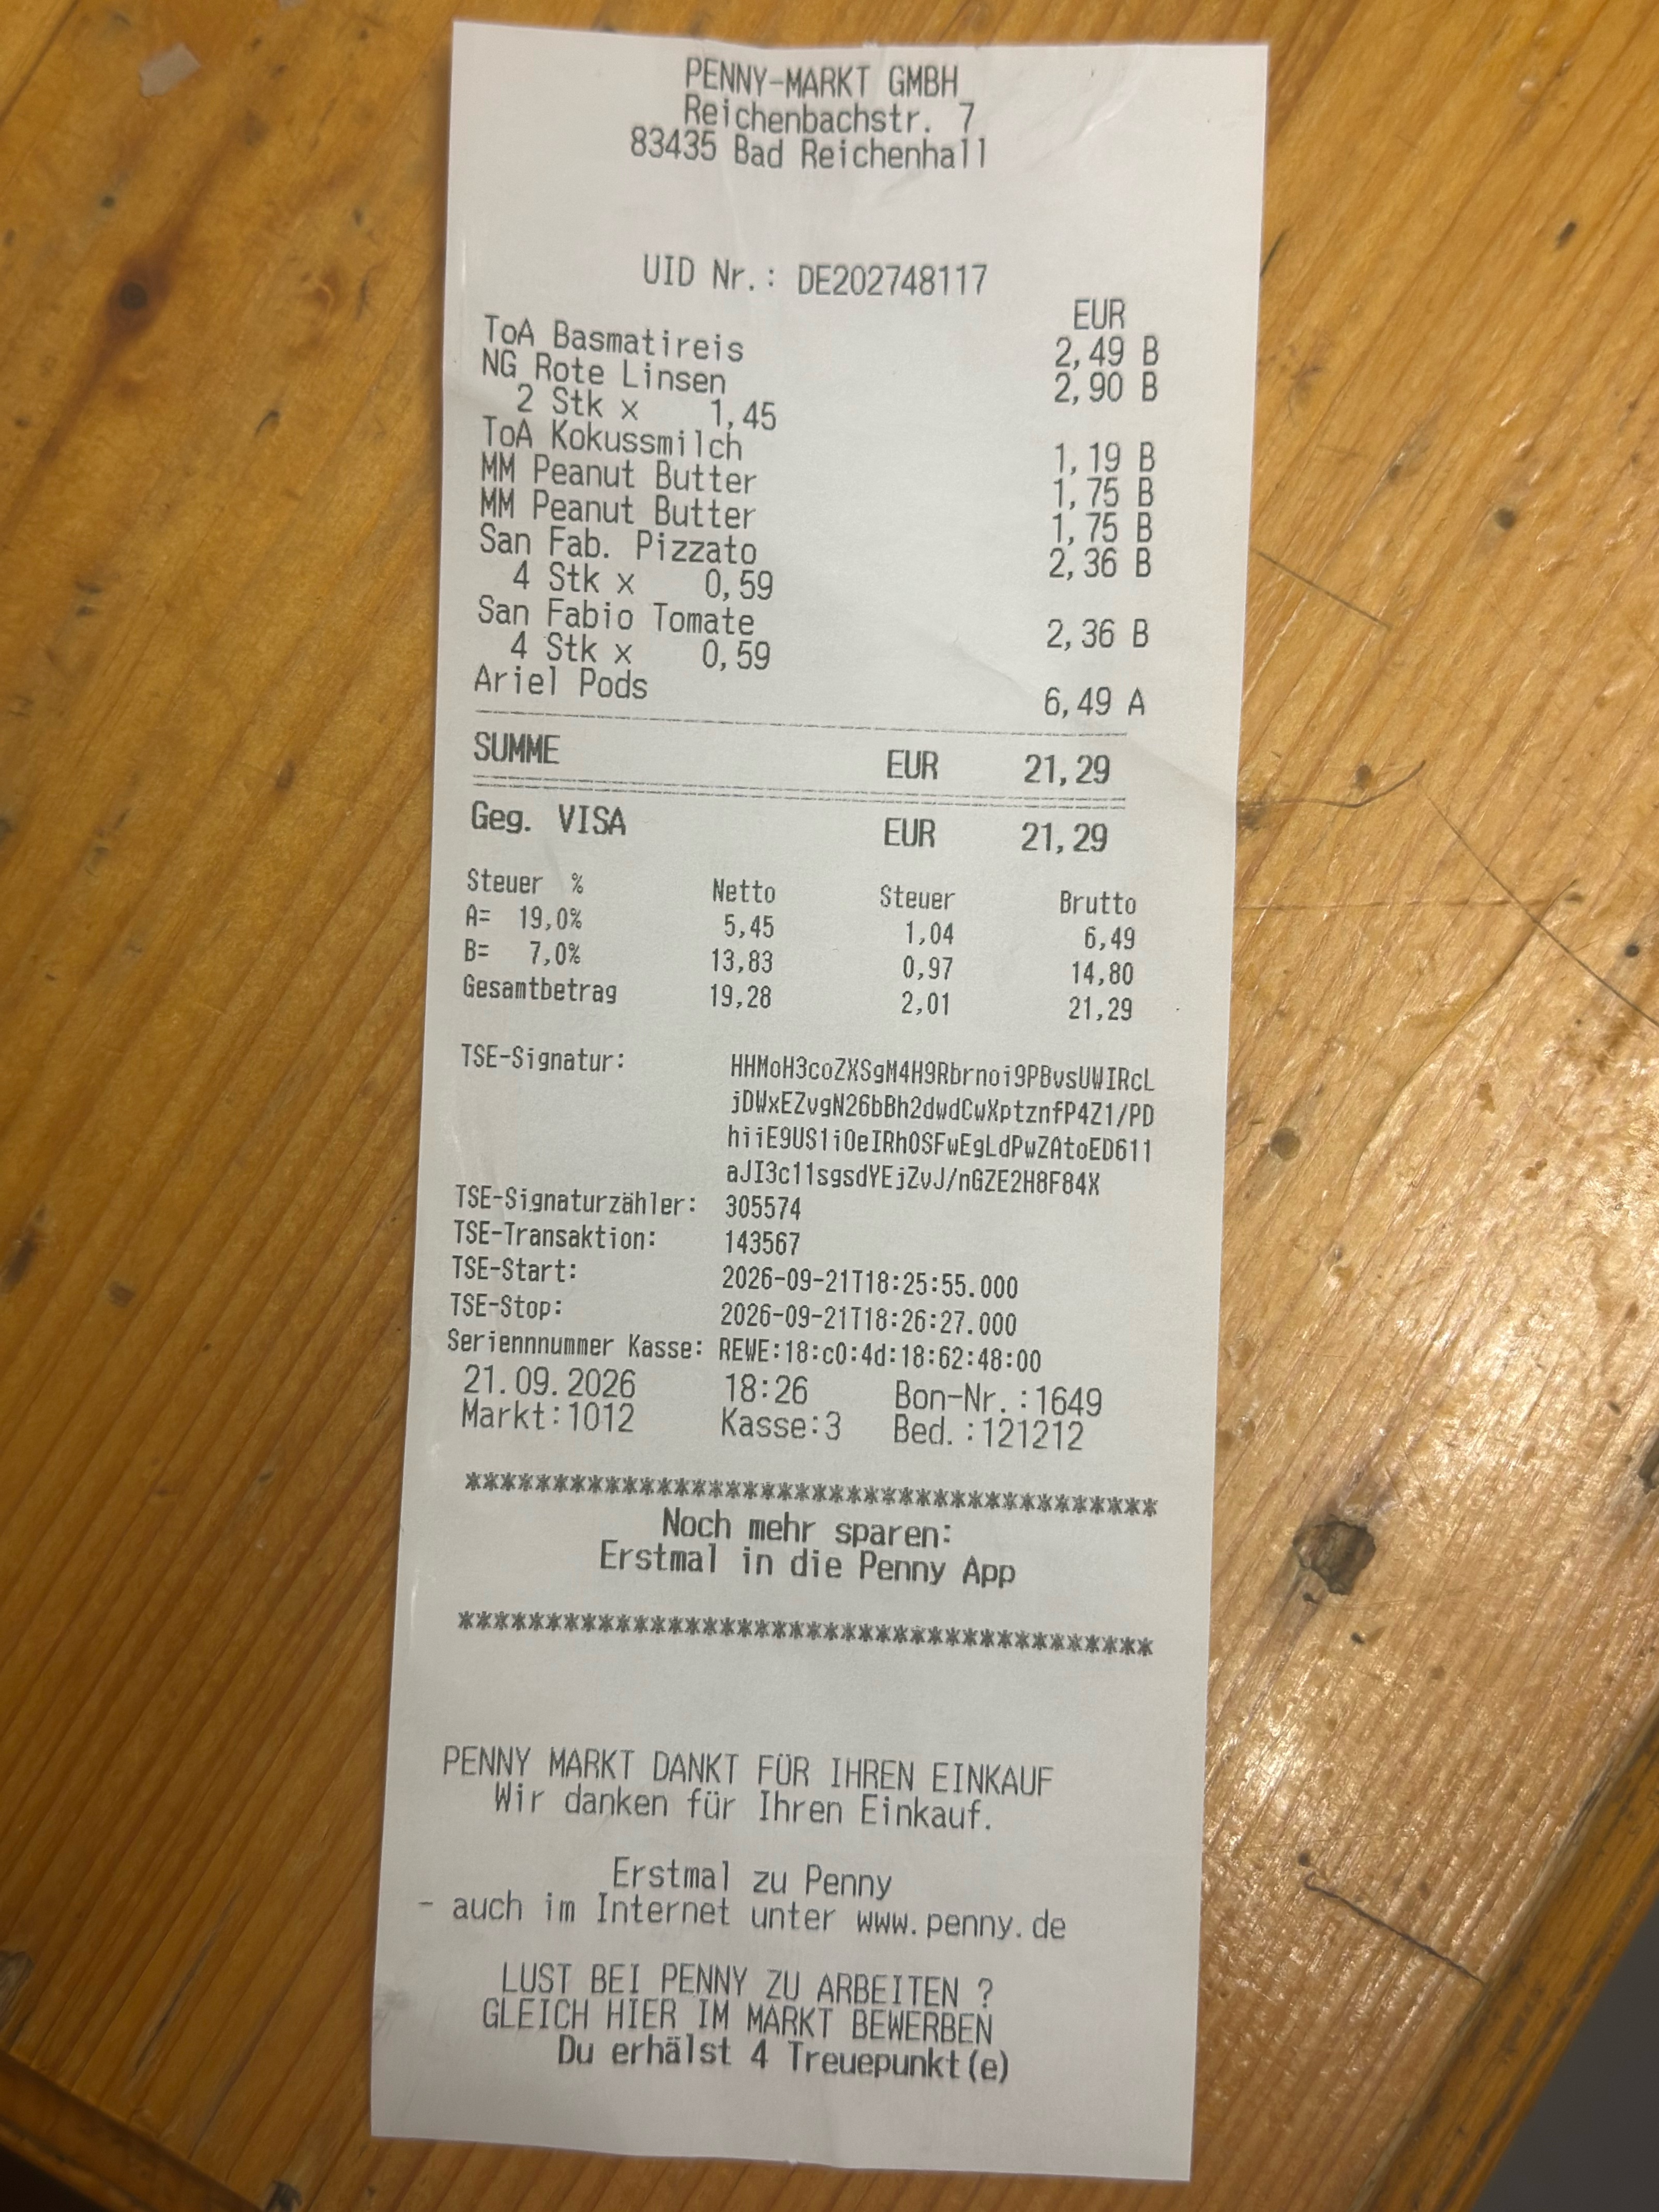 PENNY-MARKT GMBH
Reichenbachstr. 7
83435 Bad Reichenhall
UID Nr.: DE202748117
EUR
ToA Basmatireis 2,49 B
NG Rote Linsen 2,90 B
2 Stk x 1,45
ToA Kokussmilch 1,19 B
MM Peanut Butter 1,75 B
MM Peanut Butter 1,75 B
San Fab. Pizzato 2,36 B
4 Stk x 0,59
San Fabio Tomate 2,36 B
4 Stk x 0,59
Ariel Pods 6,49 A
SUMME EUR 21,29
Geg. VISA EUR 21,29
Steuer % Netto Steuer Brutto
A= 19,0% 5,45 1,04 6,49
B= 7,0% 13,83 0,97 14,80
Gesamtbetrag 19,28 2,01 21,29
TSE-Signatur: HHMoH3coZXSgM4H9Rbrnoi9PBvsUWIRcL
jDWxEZvgN26bBh2dwdCwXptznfP4Z1/PD
hiiE9US1i0eIRhOSFwEgLdPwZAtoED611
aJI3c11sgsdYEjZvJ/nGZE2H8F84X
TSE-Signaturzähler: 305574
TSE-Transaktion: 143567
TSE-Start: 2026-09-21T18:25:55.000
TSE-Stop: 2026-09-21T18:26:27.000
Seriennnummer Kasse: REWE:18:c0:4d:18:62:48:00
21.09.2026 18:26 Bon-Nr.:1649
Markt:1012 Kasse:3 Bed.:121212
****************************************
Noch mehr sparen:
Erstmal in die Penny App
****************************************
PENNY MARKT DANKT FÜR IHREN EINKAUF
Wir danken für Ihren Einkauf.
Erstmal zu Penny
- auch im Internet unter www.penny.de
LUST BEI PENNY ZU ARBEITEN ?
GLEICH HIER IM MARKT BEWERBEN
Du erhälst 4 Treuepunkt(e)